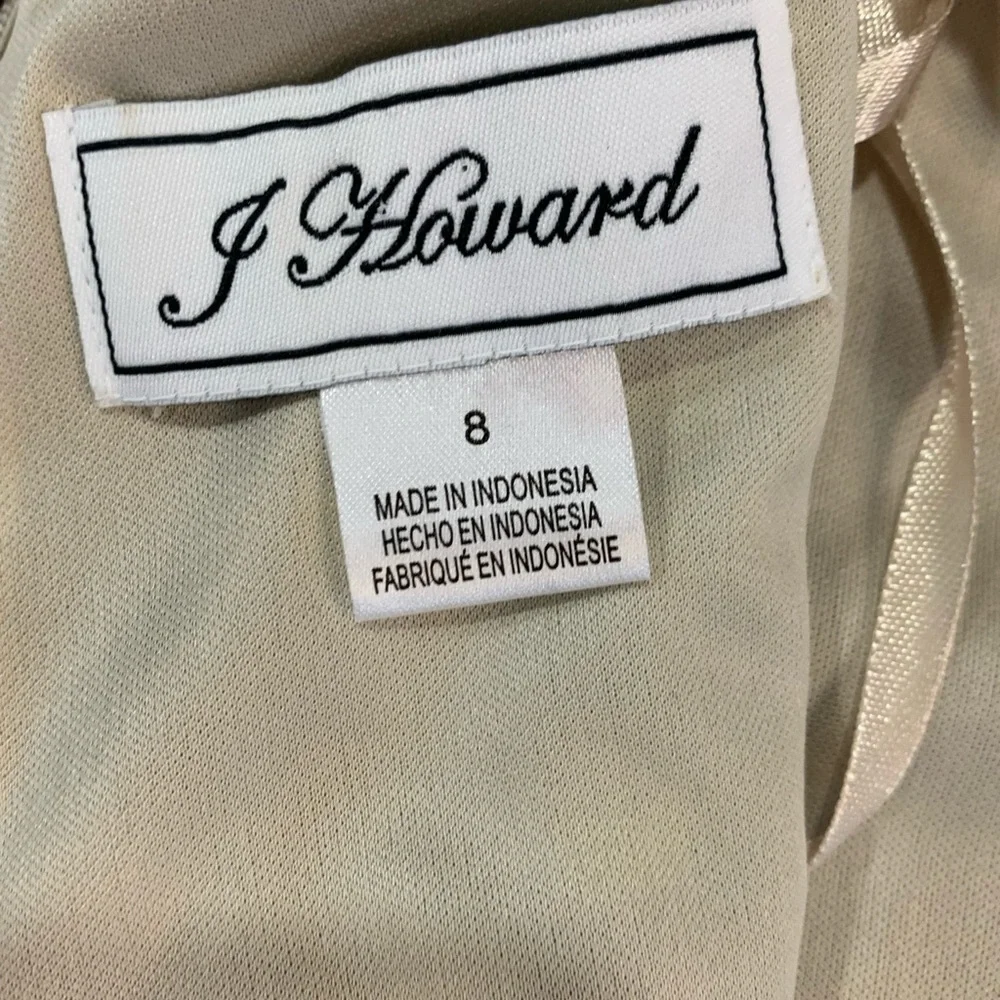 J Howard
8
MADE IN INDONESIA
HECHO EN INDONESIA
FABRIQUÉ EN INDONÉSIE